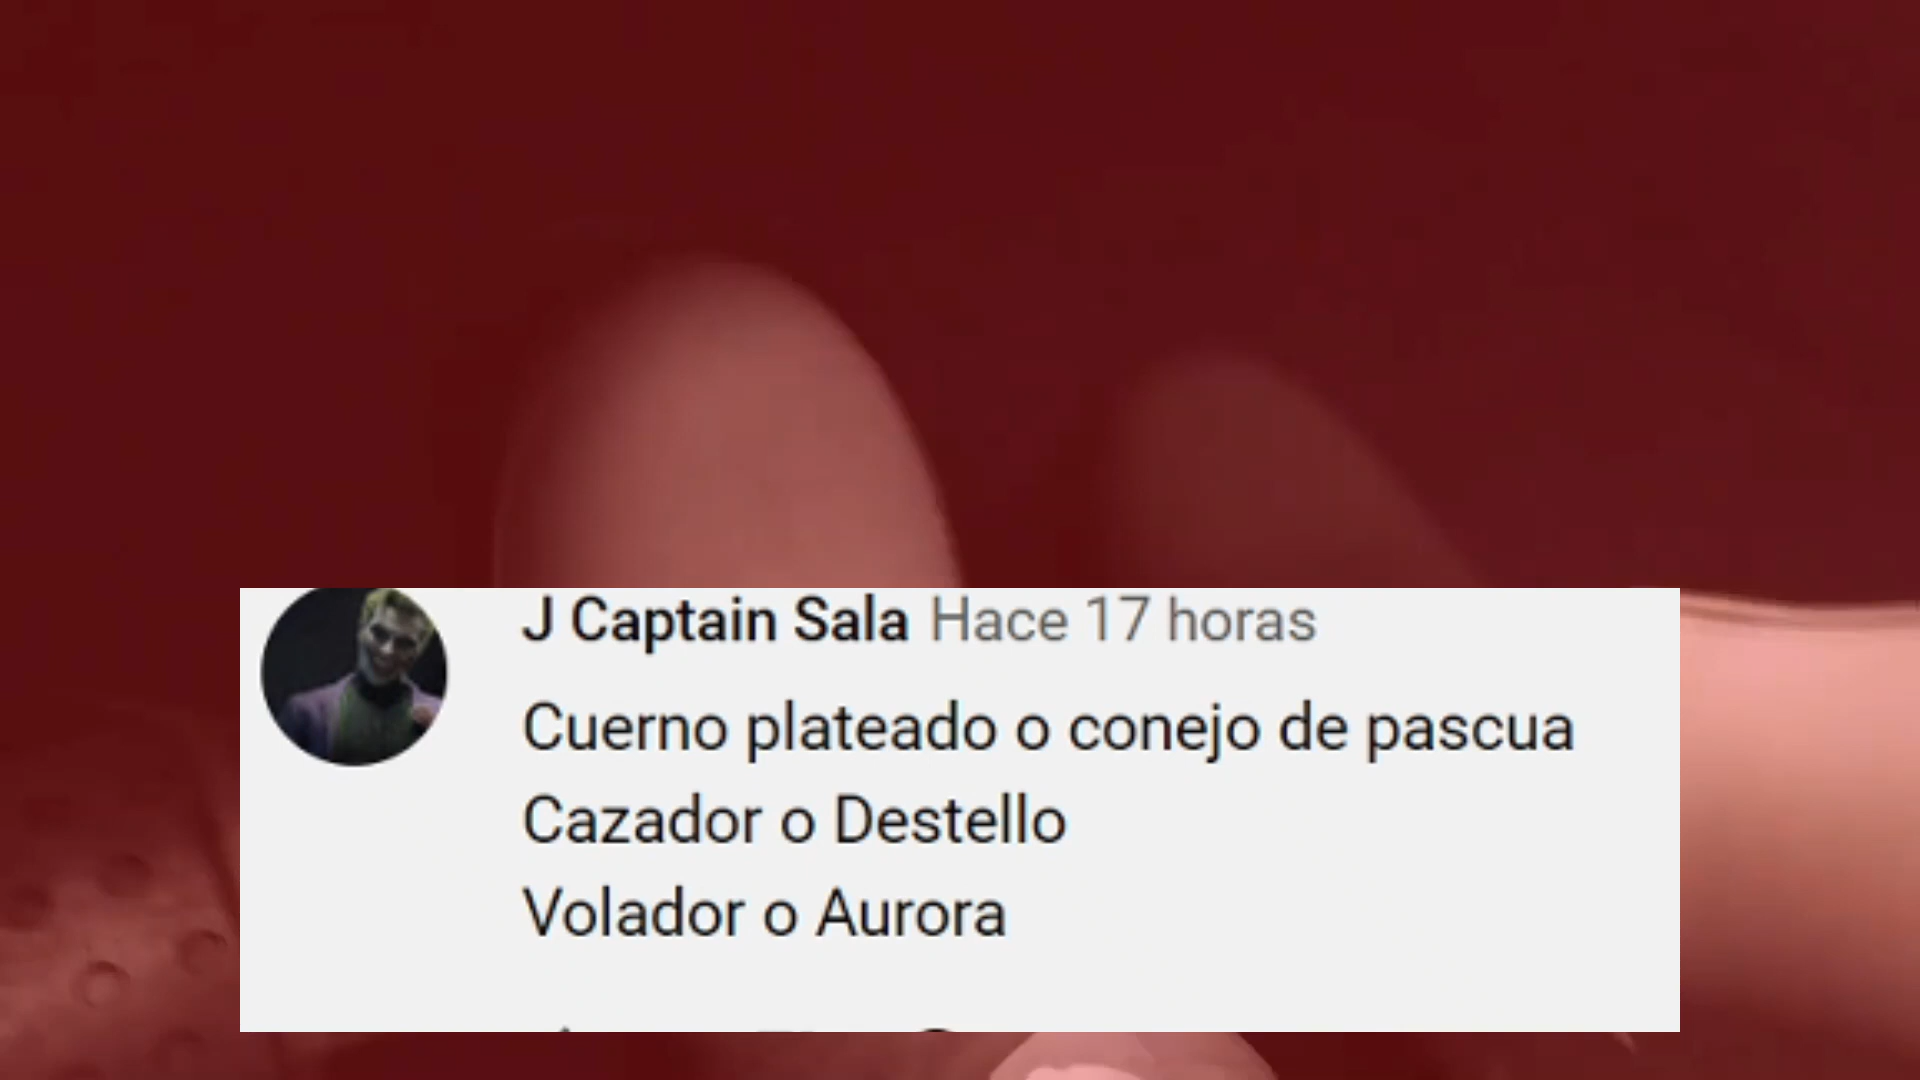 J Captain Sala Hace 17 horas
Cuerno plateado o conejo de pascua
Cazador o Destello
Volador o Aurora